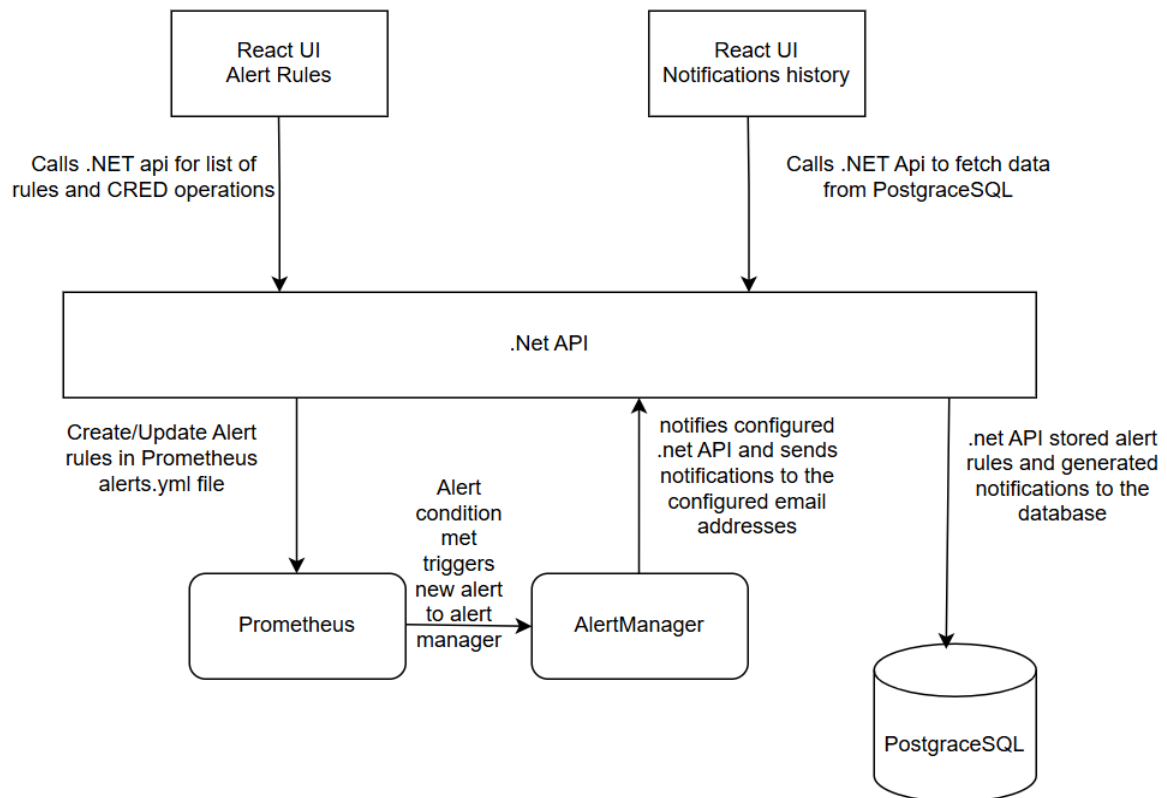 React UI
Alert Rules
React UI
Notifications history
Calls .NET api for list of
rules and CRED operations
Calls .NET Api to fetch data
from PostgraceSQL
.Net API
Create/Update Alert
rules in Prometheus
alerts.yml file
Alert
condition
met
triggers
new alert
to alert
manager
notifies configured
.net API and sends
notifications to the
configured email
addresses
.net API stored alert
rules and generated
notifications to the
database
Prometheus
AlertManager
PostgraceSQL